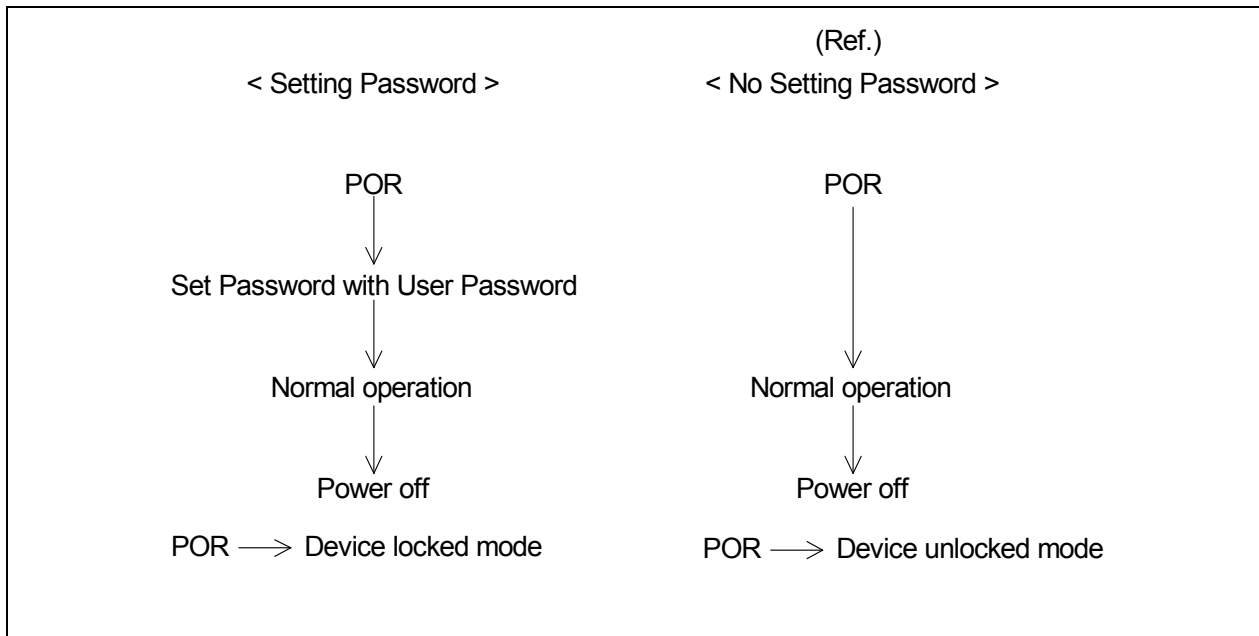 (Ref.)
< Setting Password >
< No Setting Password >
POR
POR
Set Password with User Password
Normal operation
Normal operation
Power off
Power off
POR
Device locked mode
POR
Device unlocked mode